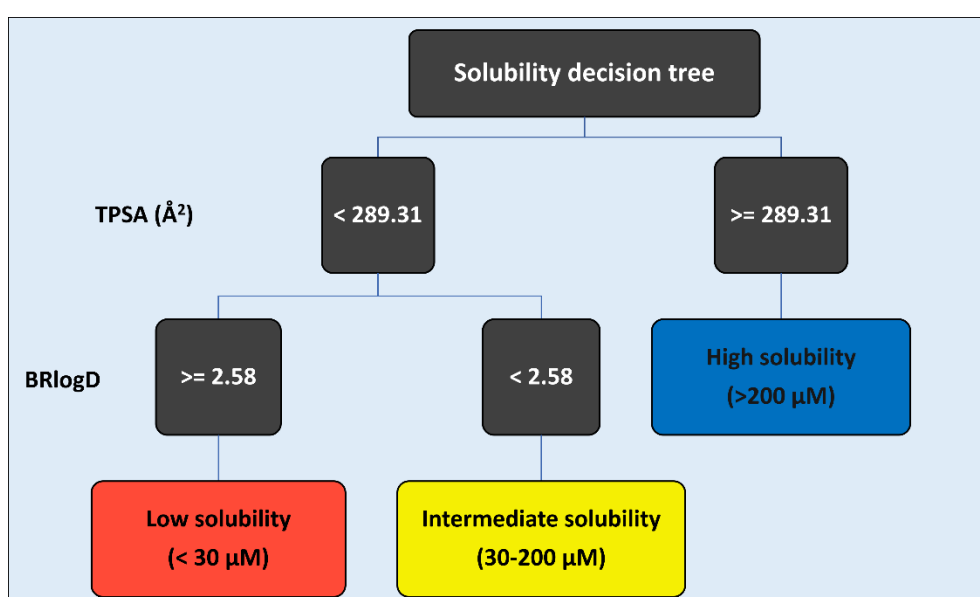 Solubility decision tree
TPSA (Å²)
< 289.31
>= 289.31
BRlogD
>= 2.58
< 2.58
High solubility
(>200 µM)
Low solubility
(< 30 µM)
Intermediate solubility
(30-200 µM)